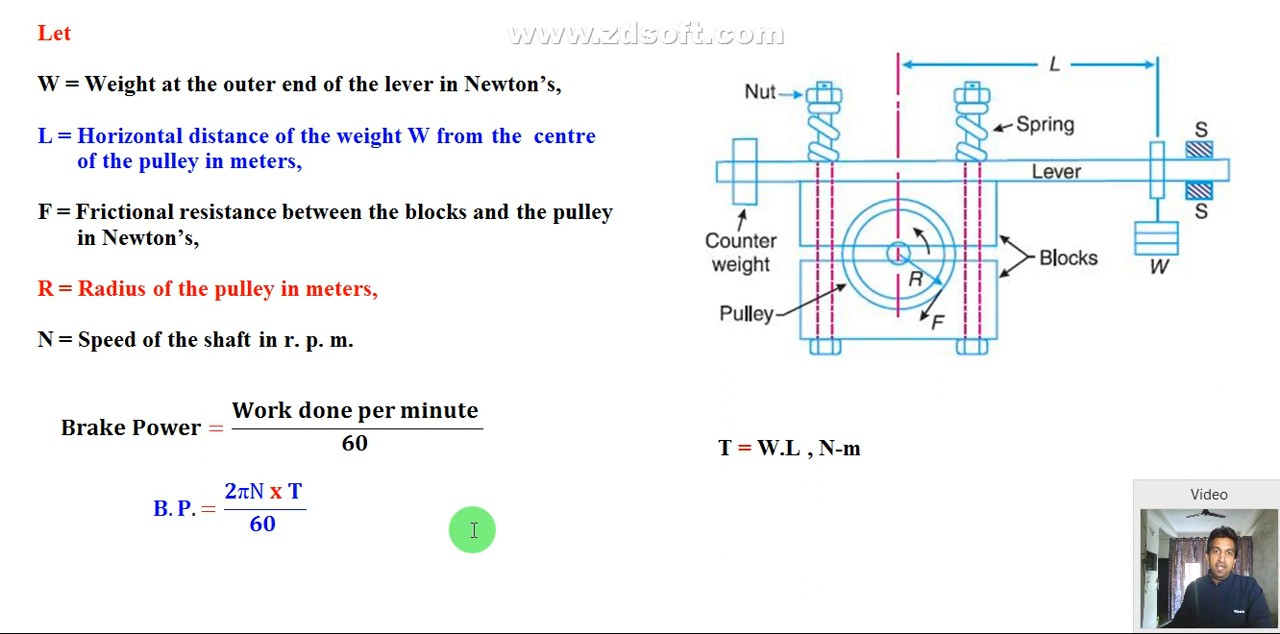 Let
www.zdsoft.com
W = Weight at the outer end of the lever in Newton's,
L = Horizontal distance of the weight W from the centre
of the pulley in meters,
F = Frictional resistance between the blocks and the pulley
in Newton's,
R = Radius of the pulley in meters,
N = Speed of the shaft in r. p. m.
Brake Power = Work done per minute
60
B. P. = 2πN x T
60
L
Nut
Spring
S
Lever
S
Counter
weight
Blocks
W
R
Pulley
F
T = W.L , N-m
Video